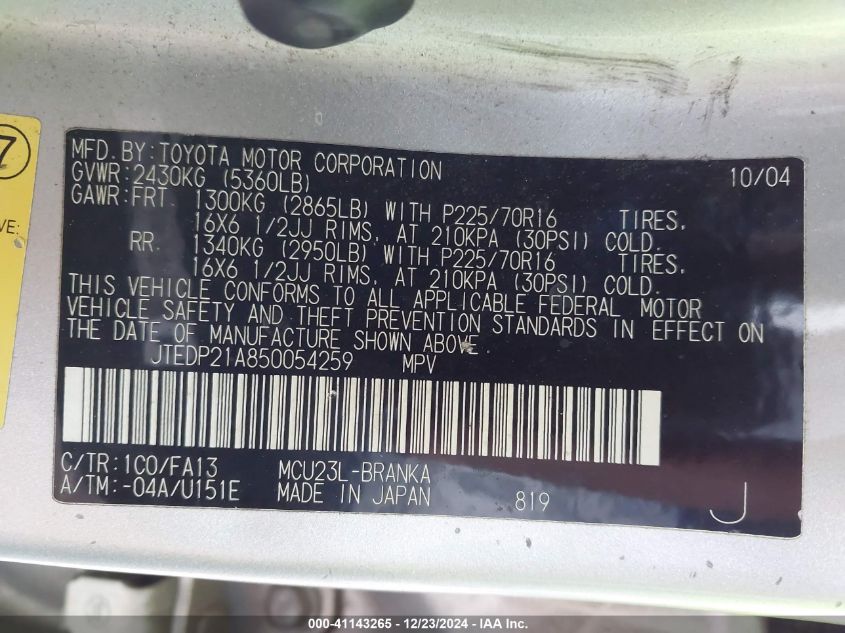 7
VE:
MFD.BY:TOYOTA MOTOR CORPORATION 10/04
GVWR:2430KG (5360LB)
GAWR:FRT. 1300KG (2865LB) WITH P225/70R16 TIRES,
16X6 1/2JJ RIMS, AT 210KPA (30PSI) COLD.
RR. 1340KG (2950LB) WITH P225/70R16 TIRES,
16X6 1/2JJ RIMS, AT 210KPA (30PSI) COLD.
THIS VEHICLE CONFORMS TO ALL APPLICABLE FEDERAL MOTOR
VEHICLE SAFETY AND THEFT PREVENTION STANDARDS IN EFFECT ON
THE DATE OF MANUFACTURE SHOWN ABOVE.
JTEDP21A850054259 MPV
C/TR:1C0/FA13 MCU23L-BRANKA
A/TM:-04A/U151E MADE IN JAPAN 819
J
000-41143265 - 12/23/2024 - IAA Inc.